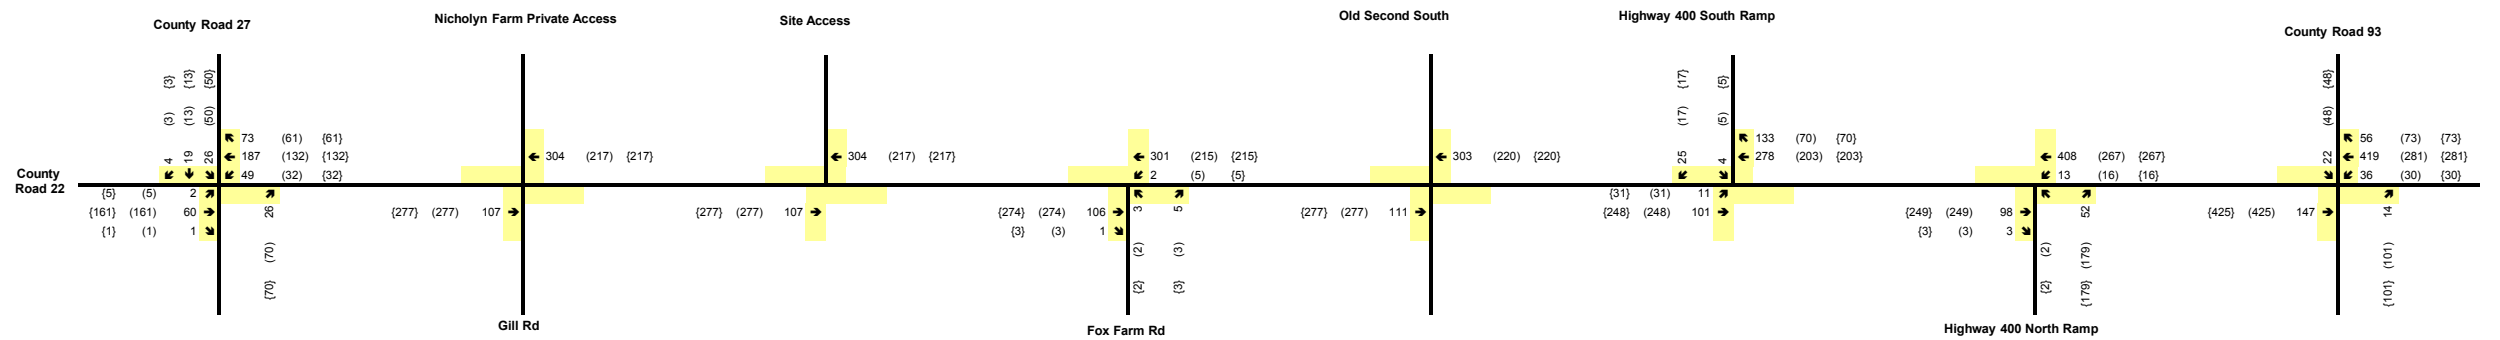 County Road 27
Nicholyn Farm Private Access
Site Access
Old Second South
Highway 400 South Ramp
County Road 93
County
Road 22
{3} {13} {50}
(3) (13) (50)
4 19 26
73 (61) {61}
187 (132) {132}
49 (32) {32}
{5} (5) 2
{161} (161) 60
{1} (1) 1
26
(70)
{70}
304 (217) {217}
{277} (277) 107
Gill Rd
304 (217) {217}
{277} (277) 107
301 (215) {215}
2 (5) {5}
{274} (274) 106
{3} (3) 1
3 5
(2) (3)
{2} {3}
Fox Farm Rd
303 (220) {220}
{277} (277) 111
{17} {5}
(17) (5)
25 4
133 (70) {70}
278 (203) {203}
{31} (31) 11
{248} (248) 101
408 (267) {267}
13 (16) {16}
{249} (249) 98
{3} (3) 3
52
(2) (179)
{2} {179}
Highway 400 North Ramp
{48}
(48)
22
56 (73) {73}
419 (281) {281}
36 (30) {30}
{425} (425) 147
14
(101)
{101}